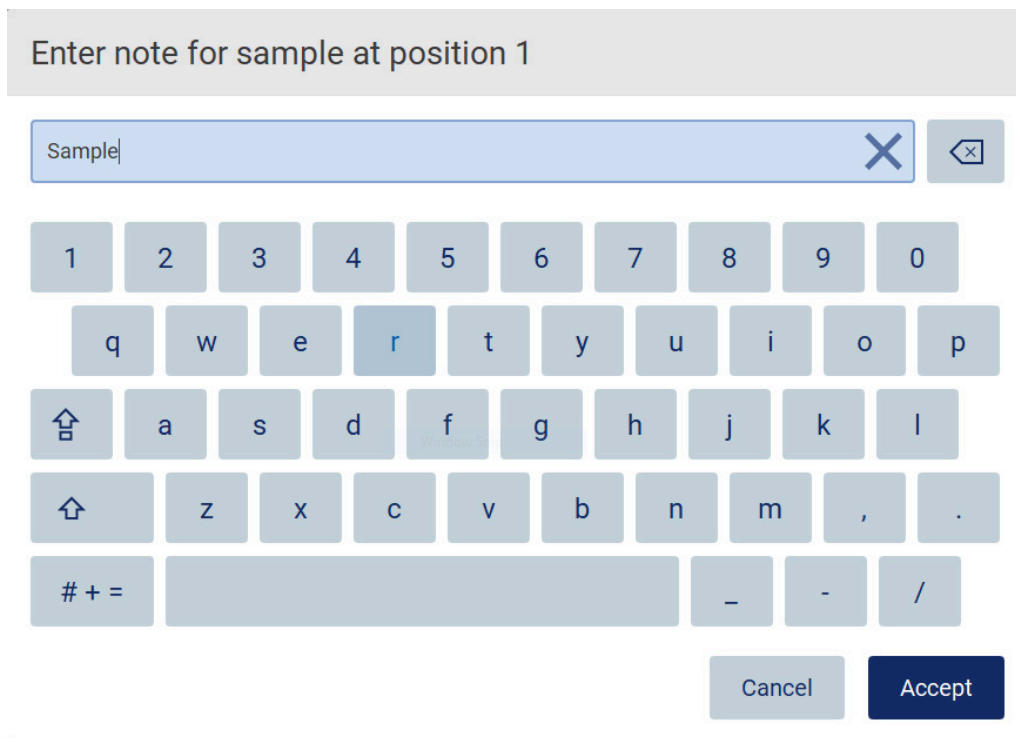 Enter note for sample at position 1
Sample
1 2 3 4 5 6 7 8 9 0
q w e r t y u i o p
a s d f g h j k l
z x c v b n m , .
# + = _ - /
Cancel Accept